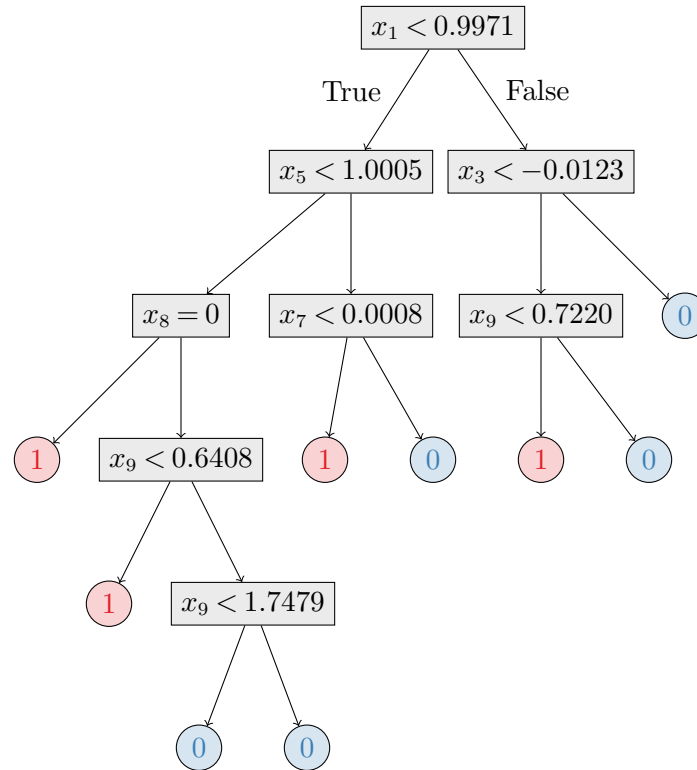 x₁ < 0.9971
True
False
x₅ < 1.0005
x₃ < −0.0123
x₈ = 0
x₇ < 0.0008
x₉ < 0.7220
0
1
x₉ < 0.6408
1
0
1
0
1
x₉ < 1.7479
0
0